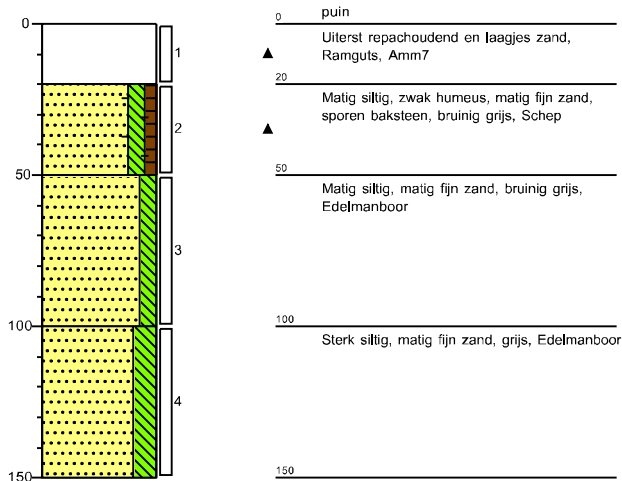 0
50
100
150
1
2
3
4
0
puin
Uiterst repachoudend en laagjes zand,
Ramguts, Amm7
20
Matig siltig, zwak humeus, matig fijn zand,
sporen baksteen, bruinig grijs, Schep
50
Matig siltig, matig fijn zand, bruinig grijs,
Edelmanboor
100
Sterk siltig, matig fijn zand, grijs, Edelmanboor
150